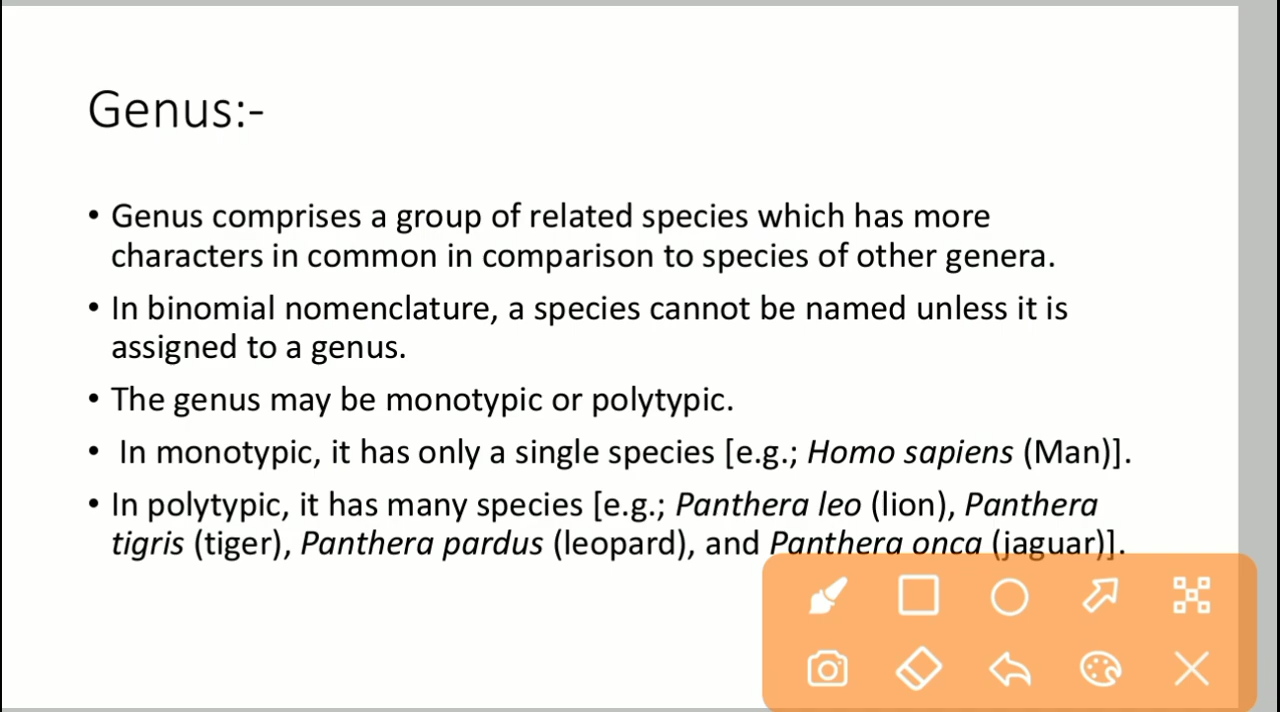 Genus:-
• Genus comprises a group of related species which has more
characters in common in comparison to species of other genera.
• In binomial nomenclature, a species cannot be named unless it is
assigned to a genus.
• The genus may be monotypic or polytypic.
• In monotypic, it has only a single species [e.g.; Homo sapiens (Man)].
• In polytypic, it has many species [e.g.; Panthera leo (lion), Panthera
tigris (tiger), Panthera pardus (leopard), and Panthera onca (jaguar)].